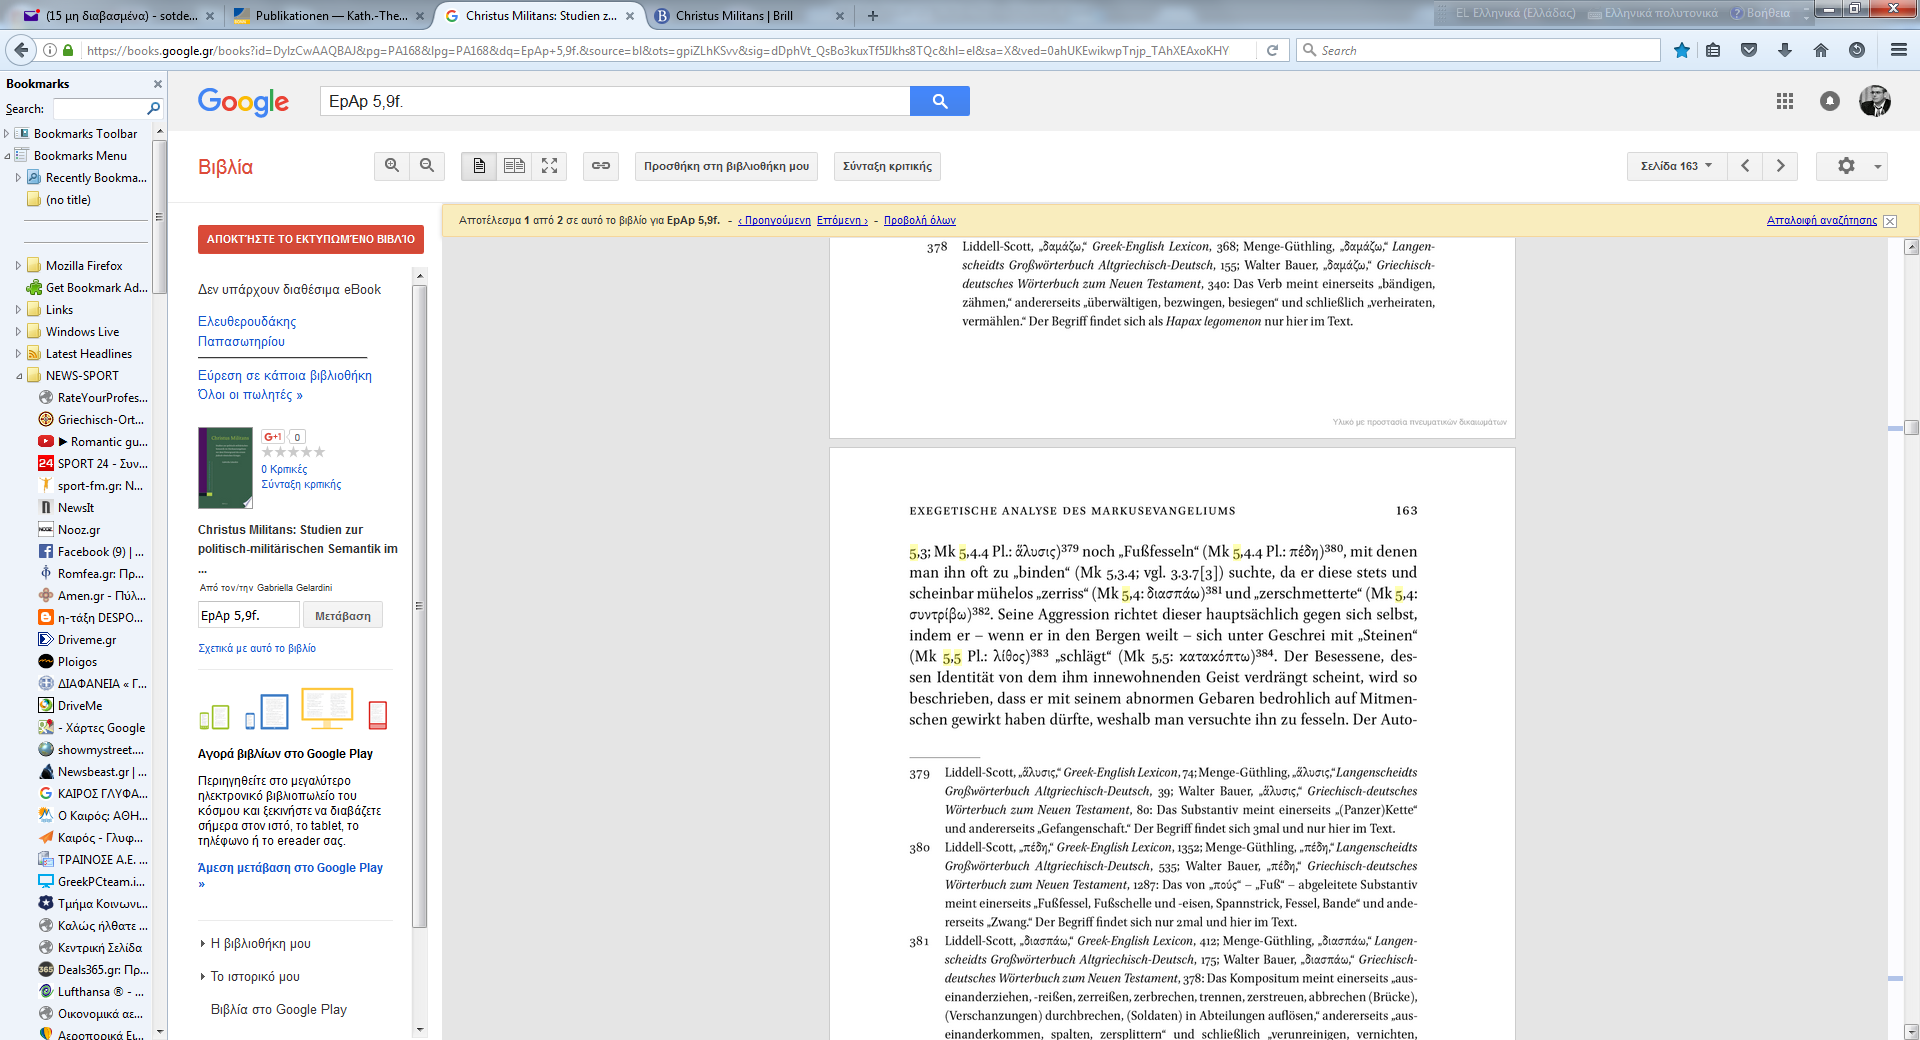 (15 μη διαβασμένα) - sotde...
Publikationen — Kath.-The...
Christus Militans: Studien z...
Christus Militans | Brill
EL Ελληνικά (Ελλάδας)
Ελληνικά πολυτονικά
Βοήθεια
https://books.google.gr/books?id=DylzCwAAQBAJ&pg=PA168&lpg=PA168&dq=EpAp+5,9f.&source=bl&ots=gpiZLhKSvv&sig=dDphVt_QsBo3kuxTf5IJkhs8TQc&hl=el&sa=X&ved=0ahUKEwikwpTnjp_TAhXEAxoKHY
Search
Bookmarks
Search:
Bookmarks Toolbar
Bookmarks Menu
Recently Bookma...
(no title)
Mozilla Firefox
Get Bookmark Ad...
Links
Windows Live
Latest Headlines
NEWS-SPORT
RateYourProfes...
Griechisch-Ort...
► Romantic gu...
SPORT 24 - Συν...
sport-fm.gr: N...
NewsIt
Nooz.gr
Facebook (9) | ...
Romfea.gr: Πρ...
Amen.gr - Πύλ...
η-τάξη DESPO...
Driveme.gr
Ploigos
ΔΙΑΦΑΝΕΙΑ « Γ...
DriveMe
- Χάρτες Google
showmystreet....
Newsbeast.gr | ...
ΚΑΙΡΟΣ ΓΛΥΦΑ...
Ο Καιρός: ΑΘΗ...
Καιρός - Γλυφ...
ΤΡΑΙΝΟΣΕ Α.Ε. ...
GreekPCteam.i...
Τμήμα Κοινωνι...
Καλώς ήλθατε ...
Κεντρική Σελίδα
Deals365.gr: Πρ...
Lufthansa ® - ...
Οικονομικά αε...
Αεροπορικά Ει...
Google
EpAp 5,9f.
Βιβλία
Προσθήκη στη βιβλιοθήκη μου
Σύνταξη κριτικής
Σελίδα 163
Αποτέλεσμα 1 από 2 σε αυτό το βιβλίο για EpAp 5,9f. - ‹ Προηγούμενη Επόμενη › - Προβολή όλων
Απαλοιφή αναζήτησης
ΑΠΟΚΤΉΣΤΕ ΤΟ ΕΚΤΥΠΩΜΈΝΟ ΒΙΒΛΊΟ
Δεν υπάρχουν διαθέσιμα eBook
Ελευθερουδάκης
Παπασωτηρίου
Εύρεση σε κάποια βιβλιοθήκη
Όλοι οι πωλητές »
Christus Militans
G+1 0
0 Κριτικές
Σύνταξη κριτικής
Christus Militans: Studien zur
politisch-militärischen Semantik im
...
Από τον/την Gabriella Gelardini
EpAp 5,9f.
Μετάβαση
Σχετικά με αυτό το βιβλίο
Αγορά βιβλίων στο Google Play
Περιηγηθείτε στο μεγαλύτερο
ηλεκτρονικό βιβλιοπωλείο του
κόσμου και ξεκινήστε να διαβάζετε
σήμερα στον ιστό, το tablet, το
τηλέφωνο ή το ereader σας.
Άμεση μετάβαση στο Google Play
»
Η βιβλιοθήκη μου
Το ιστορικό μου
Βιβλία στο Google Play
378 Liddell-Scott, „δαμάζω,“ Greek-English Lexicon, 368; Menge-Güthling, „δαμάζω,“ Langen-
scheidts Großwörterbuch Altgriechisch-Deutsch, 155; Walter Bauer, „δαμάζω,“ Griechisch-
deutsches Wörterbuch zum Neuen Testament, 340: Das Verb meint einerseits „bändigen,
zähmen,“ andererseits „überwältigen, bezwingen, besiegen“ und schließlich „verheiraten,
vermählen.“ Der Begriff findet sich als Hapax legomenon nur hier im Text.
Υλικό με προστασία πνευματικών δικαιωμάτων
EXEGETISCHE ANALYSE DES MARKUSEVANGELIUMS 163
5,3; Mk 5,4.4 Pl.: ἅλυσις)379 noch „Fußfesseln“ (Mk 5,4.4 Pl.: πέδη)380, mit denen
man ihn oft zu „binden“ (Mk 5,3.4; vgl. 3.3.7[3]) suchte, da er diese stets und
scheinbar mühelos „zerriss“ (Mk 5,4: διασπάω)381 und „zerschmetterte“ (Mk 5,4:
συντρίβω)382. Seine Aggression richtet dieser hauptsächlich gegen sich selbst,
indem er – wenn er in den Bergen weilt – sich unter Geschrei mit „Steinen“
(Mk 5,5 Pl.: λίθος)383 „schlägt“ (Mk 5,5: κατακόπτω)384. Der Besessene, des-
sen Identität von dem ihm innewohnenden Geist verdrängt scheint, wird so
beschrieben, dass er mit seinem abnormen Gebaren bedrohlich auf Mitmen-
schen gewirkt haben dürfte, weshalb man versuchte ihn zu fesseln. Der Auto-
379 Liddell-Scott, „ἅλυσις,“ Greek-English Lexicon, 74; Menge-Güthling, „ἅλυσις,“ Langenscheidts
Großwörterbuch Altgriechisch-Deutsch, 39; Walter Bauer, „ἅλυσις,“ Griechisch-deutsches
Wörterbuch zum Neuen Testament, 80: Das Substantiv meint einerseits „(Panzer)Kette“
und andererseits „Gefangenschaft.“ Der Begriff findet sich 3mal und nur hier im Text.
380 Liddell-Scott, „πέδη,“ Greek-English Lexicon, 1352; Menge-Güthling, „πέδη,“ Langenscheidts
Großwörterbuch Altgriechisch-Deutsch, 535; Walter Bauer, „πέδη,“ Griechisch-deutsches
Wörterbuch zum Neuen Testament, 1287: Das von „πούς“ – „Fuß“ – abgeleitete Substantiv
meint einerseits „Fußfessel, Fußschelle und -eisen, Spannstrick, Fessel, Bande“ und ande-
rerseits „Zwang.“ Der Begriff findet sich nur 2mal und hier im Text.
381 Liddell-Scott, „διασπάω,“ Greek-English Lexicon, 412; Menge-Güthling, „διασπάω,“ Langen-
scheidts Großwörterbuch Altgriechisch-Deutsch, 175; Walter Bauer, „διασπάω,“ Griechisch-
deutsches Wörterbuch zum Neuen Testament, 378: Das Kompositum meint einerseits „aus-
einanderziehen, -reißen, zerreißen, zerbrechen, trennen, zerstreuen, abbrechen (Brücke),
(Verschanzungen) durchbrechen, (Soldaten) in Abteilungen auflösen,“ andererseits „aus-
einanderkommen, spalten, zersplittern“ und schließlich „verunreinigen, vernichten,